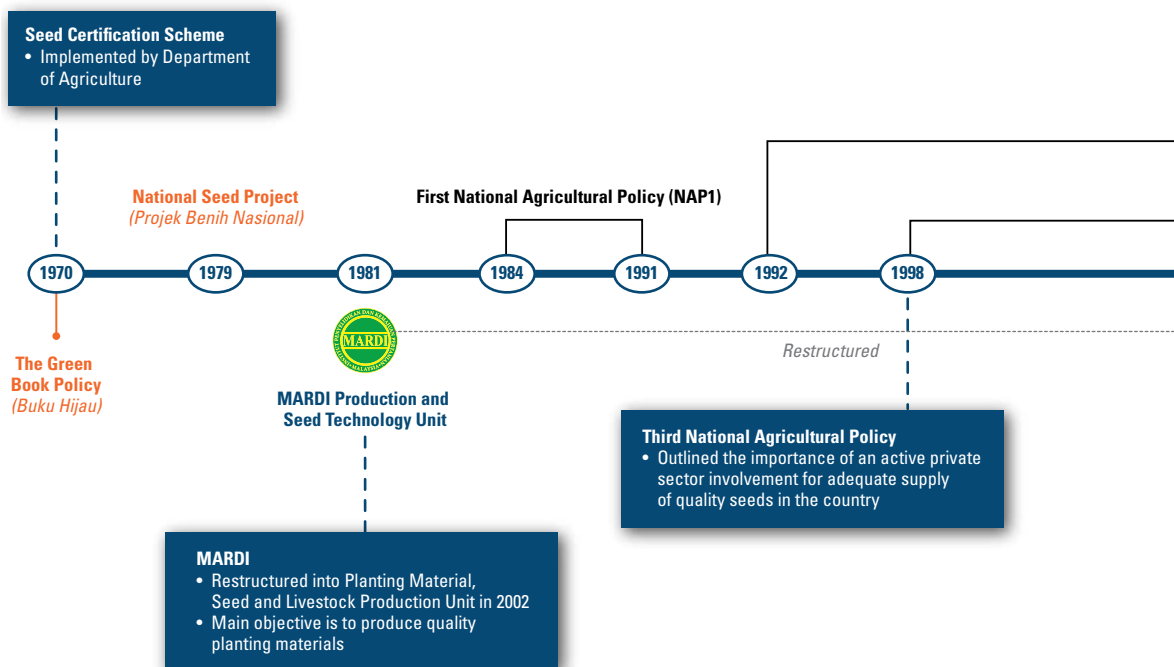 Seed Certification Scheme
• Implemented by Department
of Agriculture
National Seed Project
(Projek Benih Nasional)
First National Agricultural Policy (NAP1)
1970
1979
1981
1984
1991
1992
1998
MARDI
Restructured
The Green
Book Policy
(Buku Hijau)
MARDI Production and
Seed Technology Unit
Third National Agricultural Policy
• Outlined the importance of an active private
sector involvement for adequate supply
of quality seeds in the country
MARDI
• Restructured into Planting Material,
Seed and Livestock Production Unit in 2002
• Main objective is to produce quality
planting materials